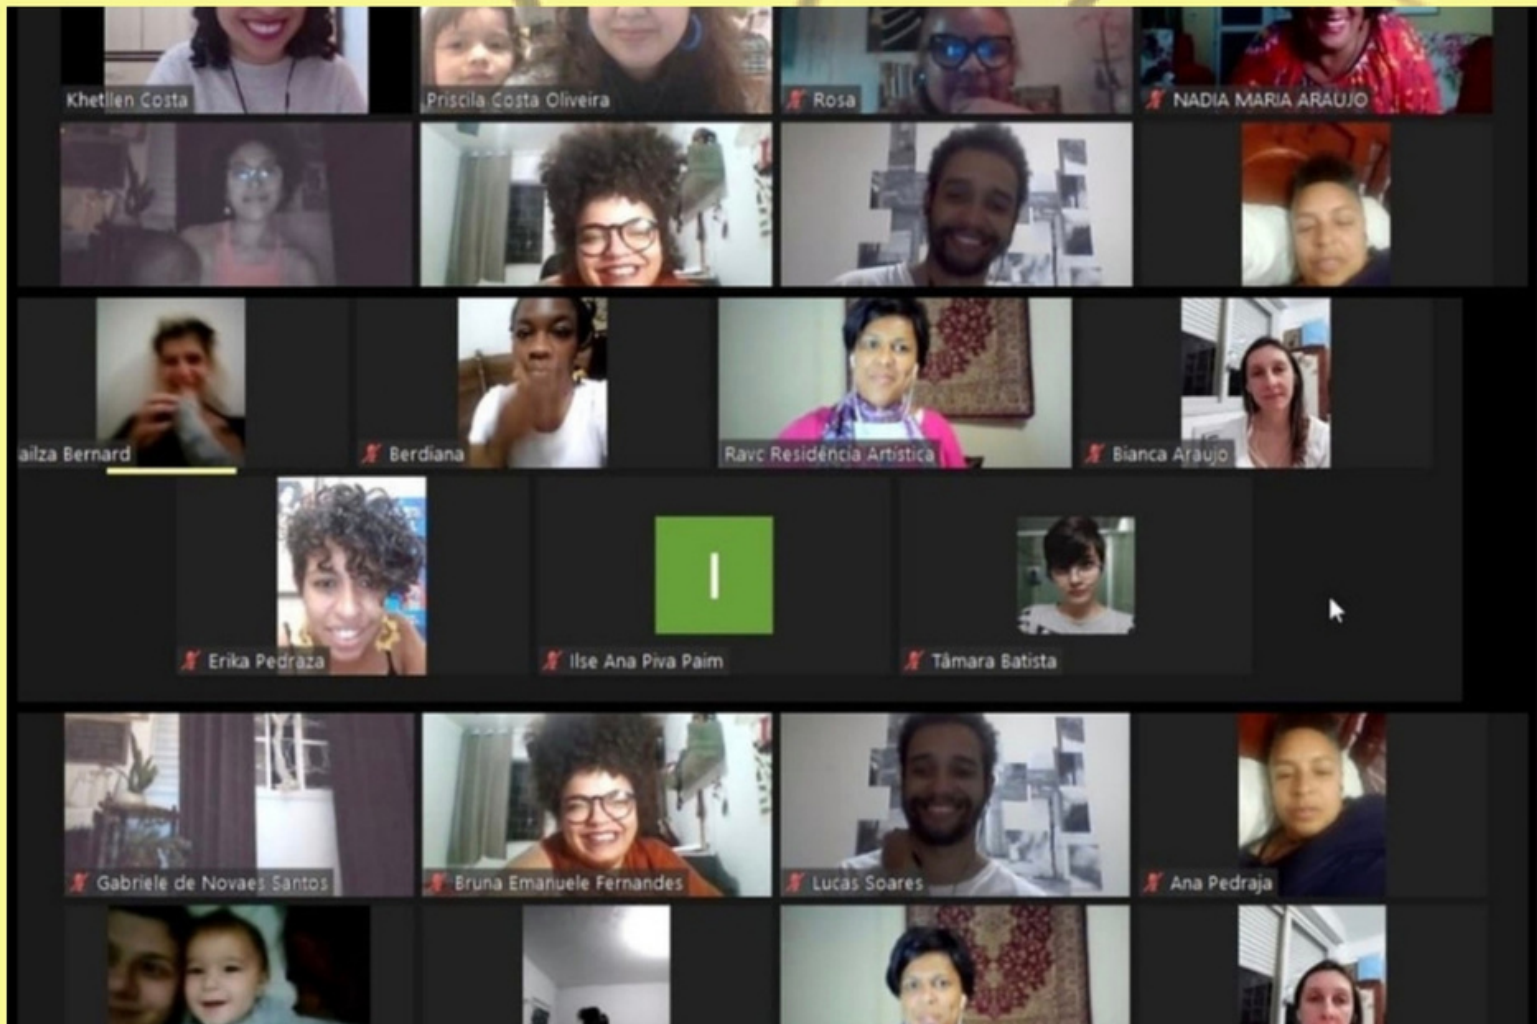 Khetllen Costa
Priscila Costa Oliveira
Rosa
NADIA MARIA ARAUJO
ailza Bernard
Berdiana
Ravc Residência Artística
Bianca Araujo
Erika Pedraza
I
Ilse Ana Piva Paim
Tâmara Batista
Gabriele de Novaes Santos
Bruna Emanuele Fernandes
Lucas Soares
Ana Pedraja